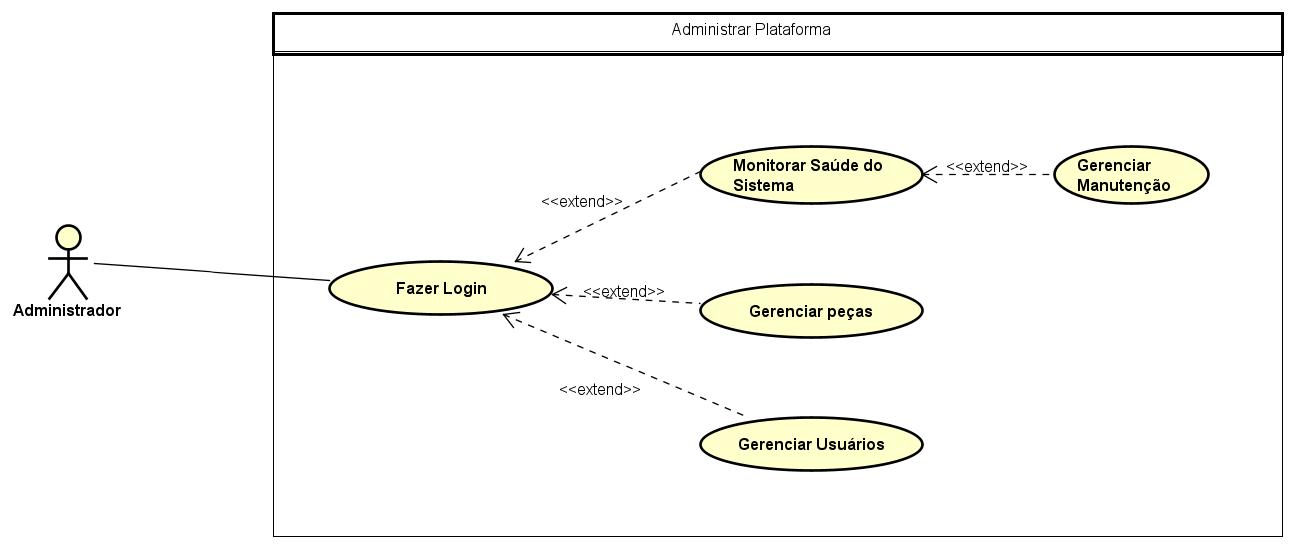 Administrar Plataforma
Monitorar Saúde do
Sistema
<<extend>>
Gerenciar
Manutenção
<<extend>>
Administrador
Fazer Login
<<extend>>
Gerenciar peças
<<extend>>
Gerenciar Usuários